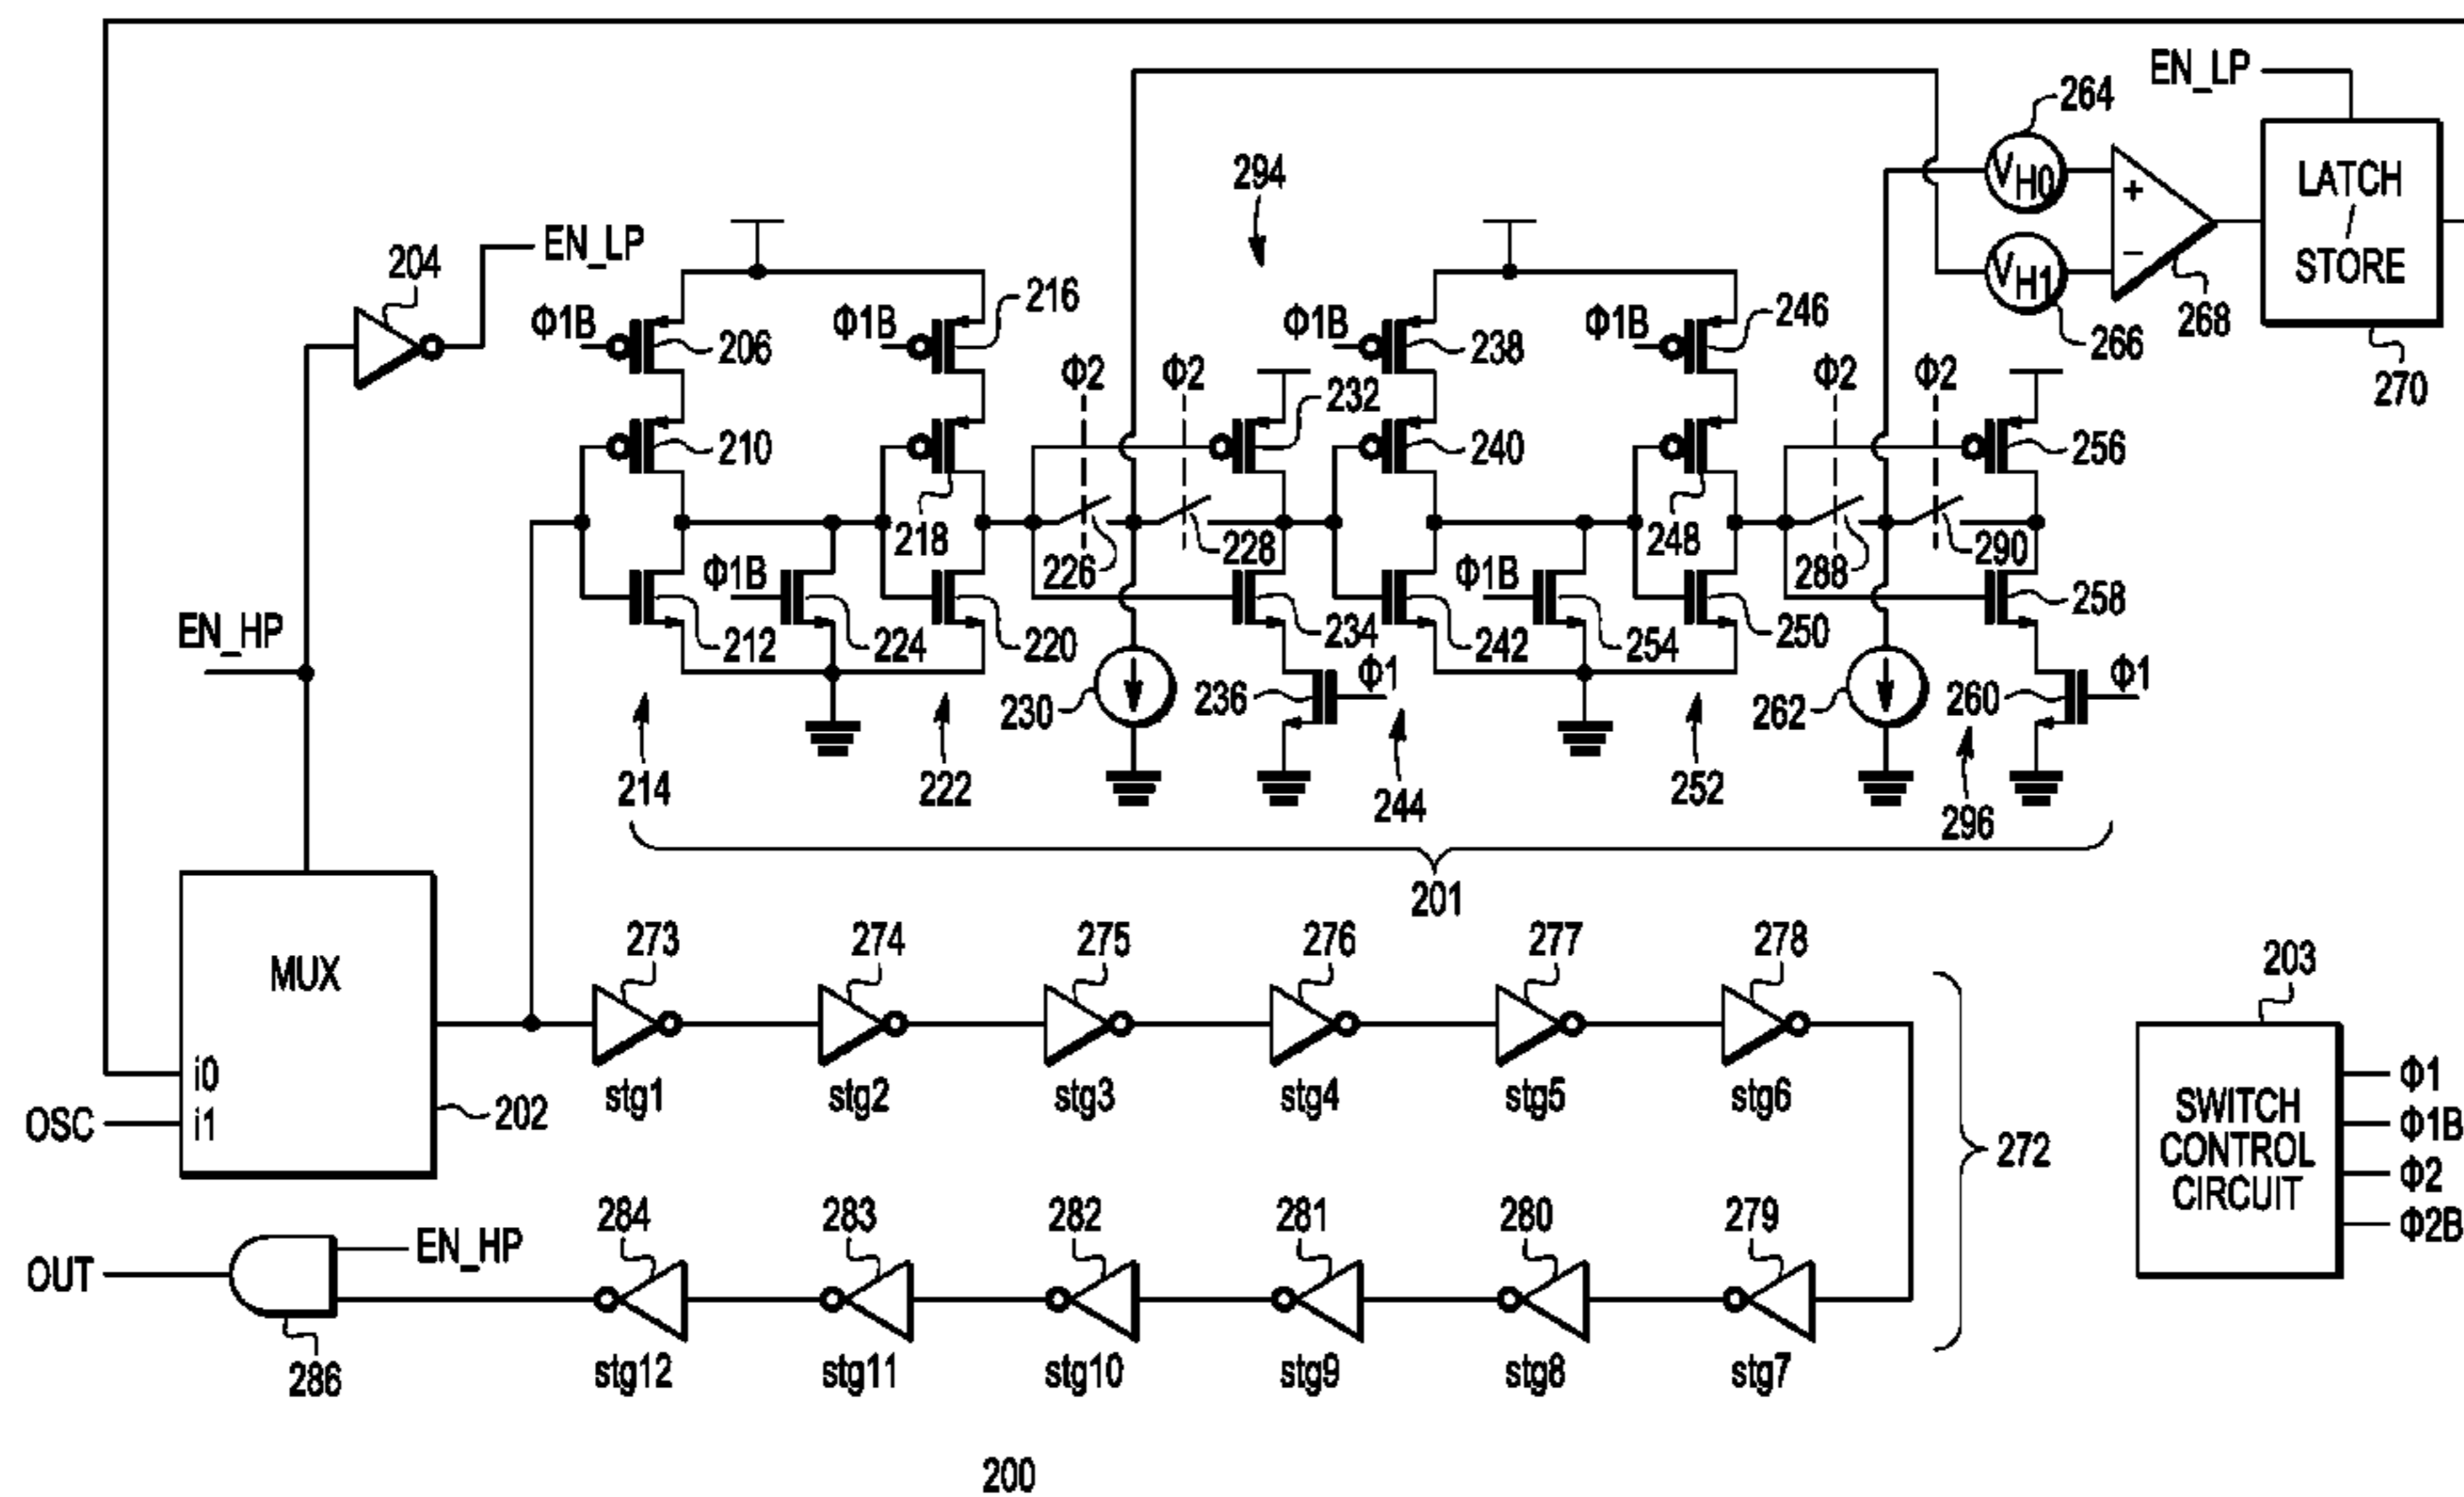 EN_LP
264
V H0
LATCH
/
STORE
294
+
−
204
EN_LP
268
V H1
266
270
Φ1B
206
Φ1B
216
Φ1B
238
Φ1B
246
Φ2
Φ2
232
Φ2
Φ2
210
240
256
218
226
228
248
288
290
Φ1B
Φ1B
258
EN_HP
212
224
220
234
242
254
250
230
236
Φ1
262
260
Φ1
214
222
244
252
296
201
MUX
i0
i1
OSC
202
273
274
275
276
277
278
stg1
stg2
stg3
stg4
stg5
stg6
203
SWITCH
CONTROL
CIRCUIT
Φ1
Φ1B
Φ2
Φ2B
272
284
283
282
281
280
279
EN_HP
OUT
286
stg12
stg11
stg10
stg9
stg8
stg7
200